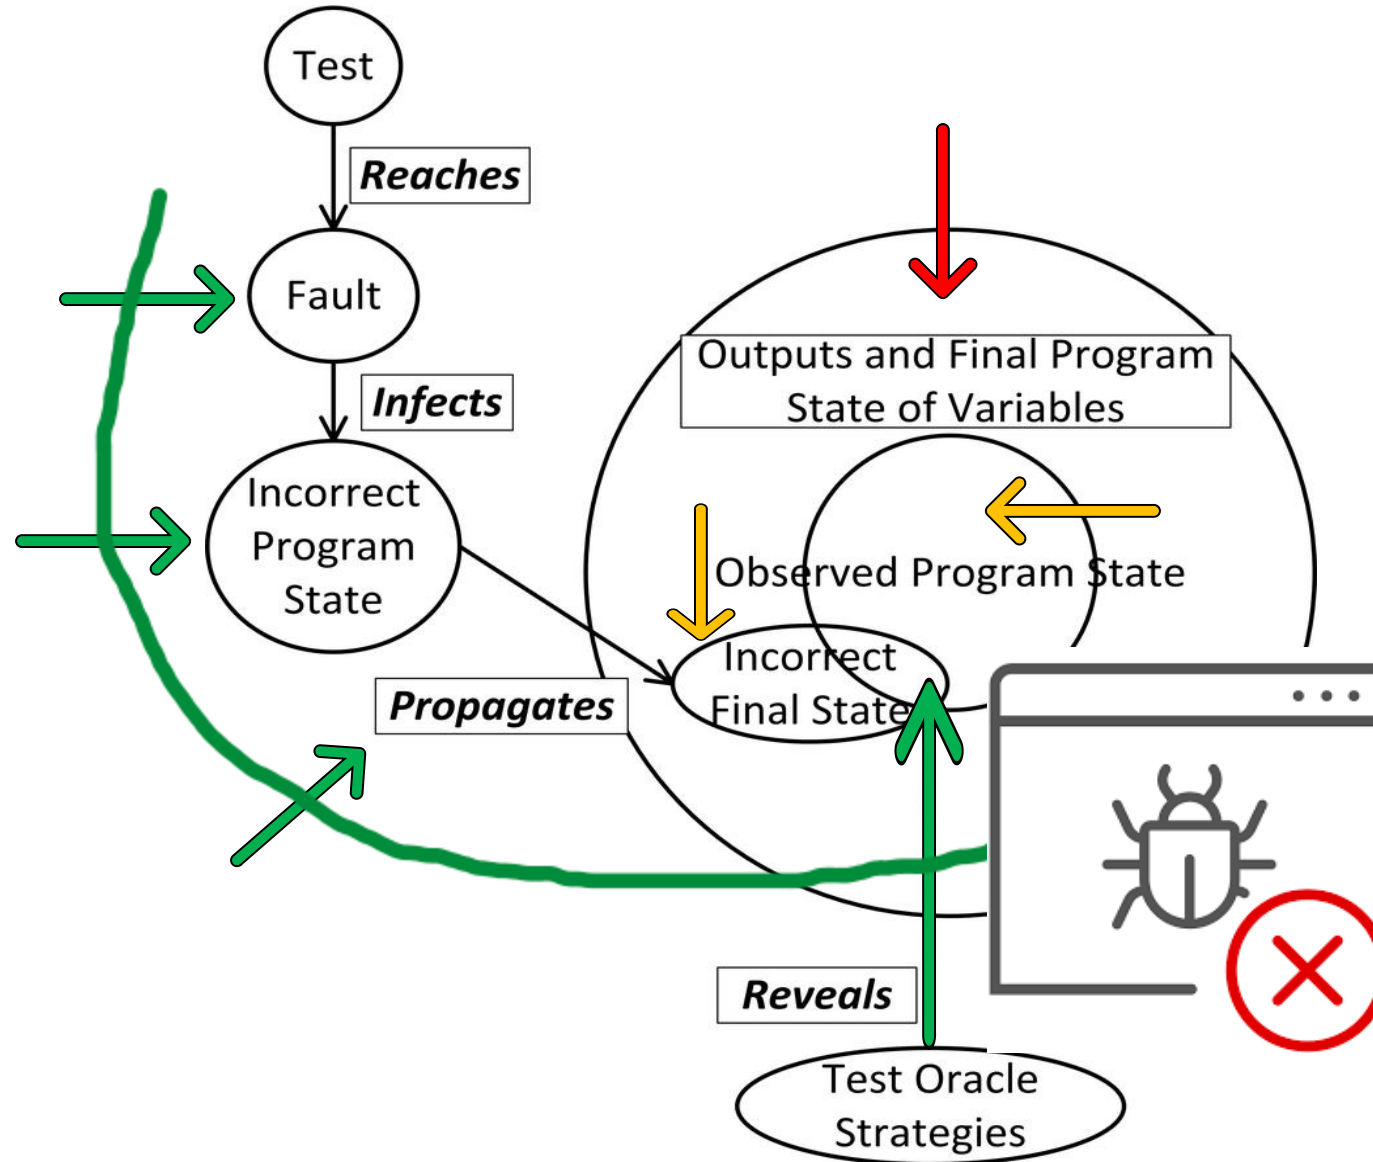 Test
Reaches
Fault
Infects
Outputs and Final Program
State of Variables
Incorrect
Program
State
Observed Program State
Incorrect
Final State
Propagates
Reveals
Test Oracle
Strategies